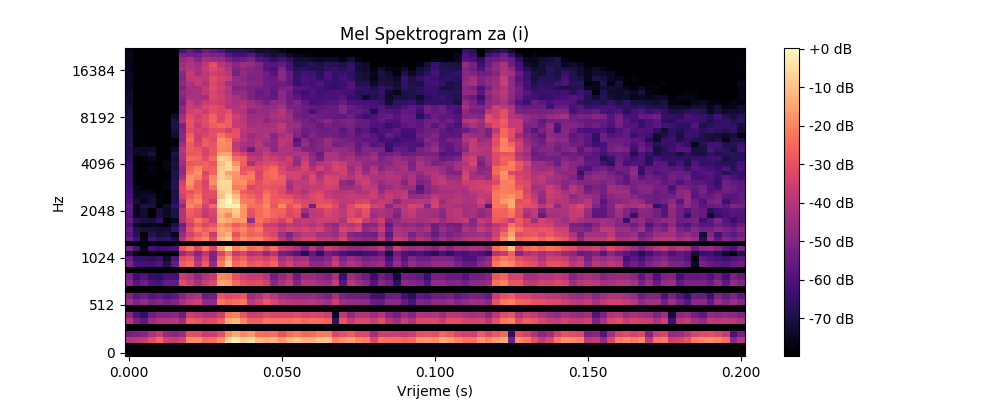 Mel Spektrogram za (i)
Hz
16384
8192
4096
2048
1024
512
0
0.000 0.050 0.100 0.150 0.200
Vrijeme (s)
+0 dB
-10 dB
-20 dB
-30 dB
-40 dB
-50 dB
-60 dB
-70 dB